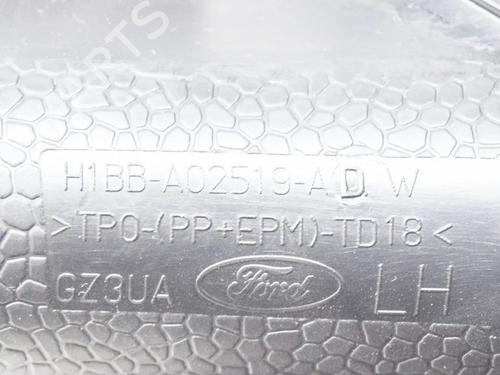 H1BB-A02519-AD W
>TPO-(PP+EPM)-TD18<
GZ3UA Ford LH